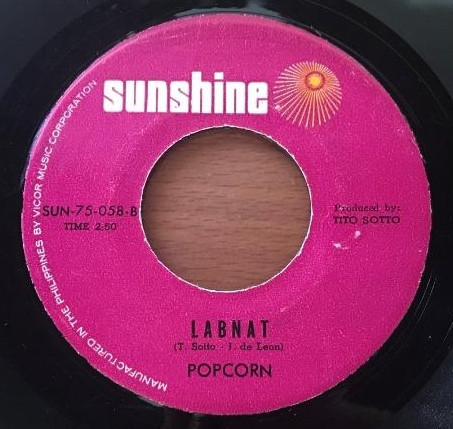 sunshine
MANUFACTURED IN THE PHILIPPINES BY VICOR MUSIC CORPORATION
SUN-75-058-B
TIME 2:50
Produced by:
TITO SOTTO
LABNAT
(T. Sotto - J. de Leon)
POPCORN